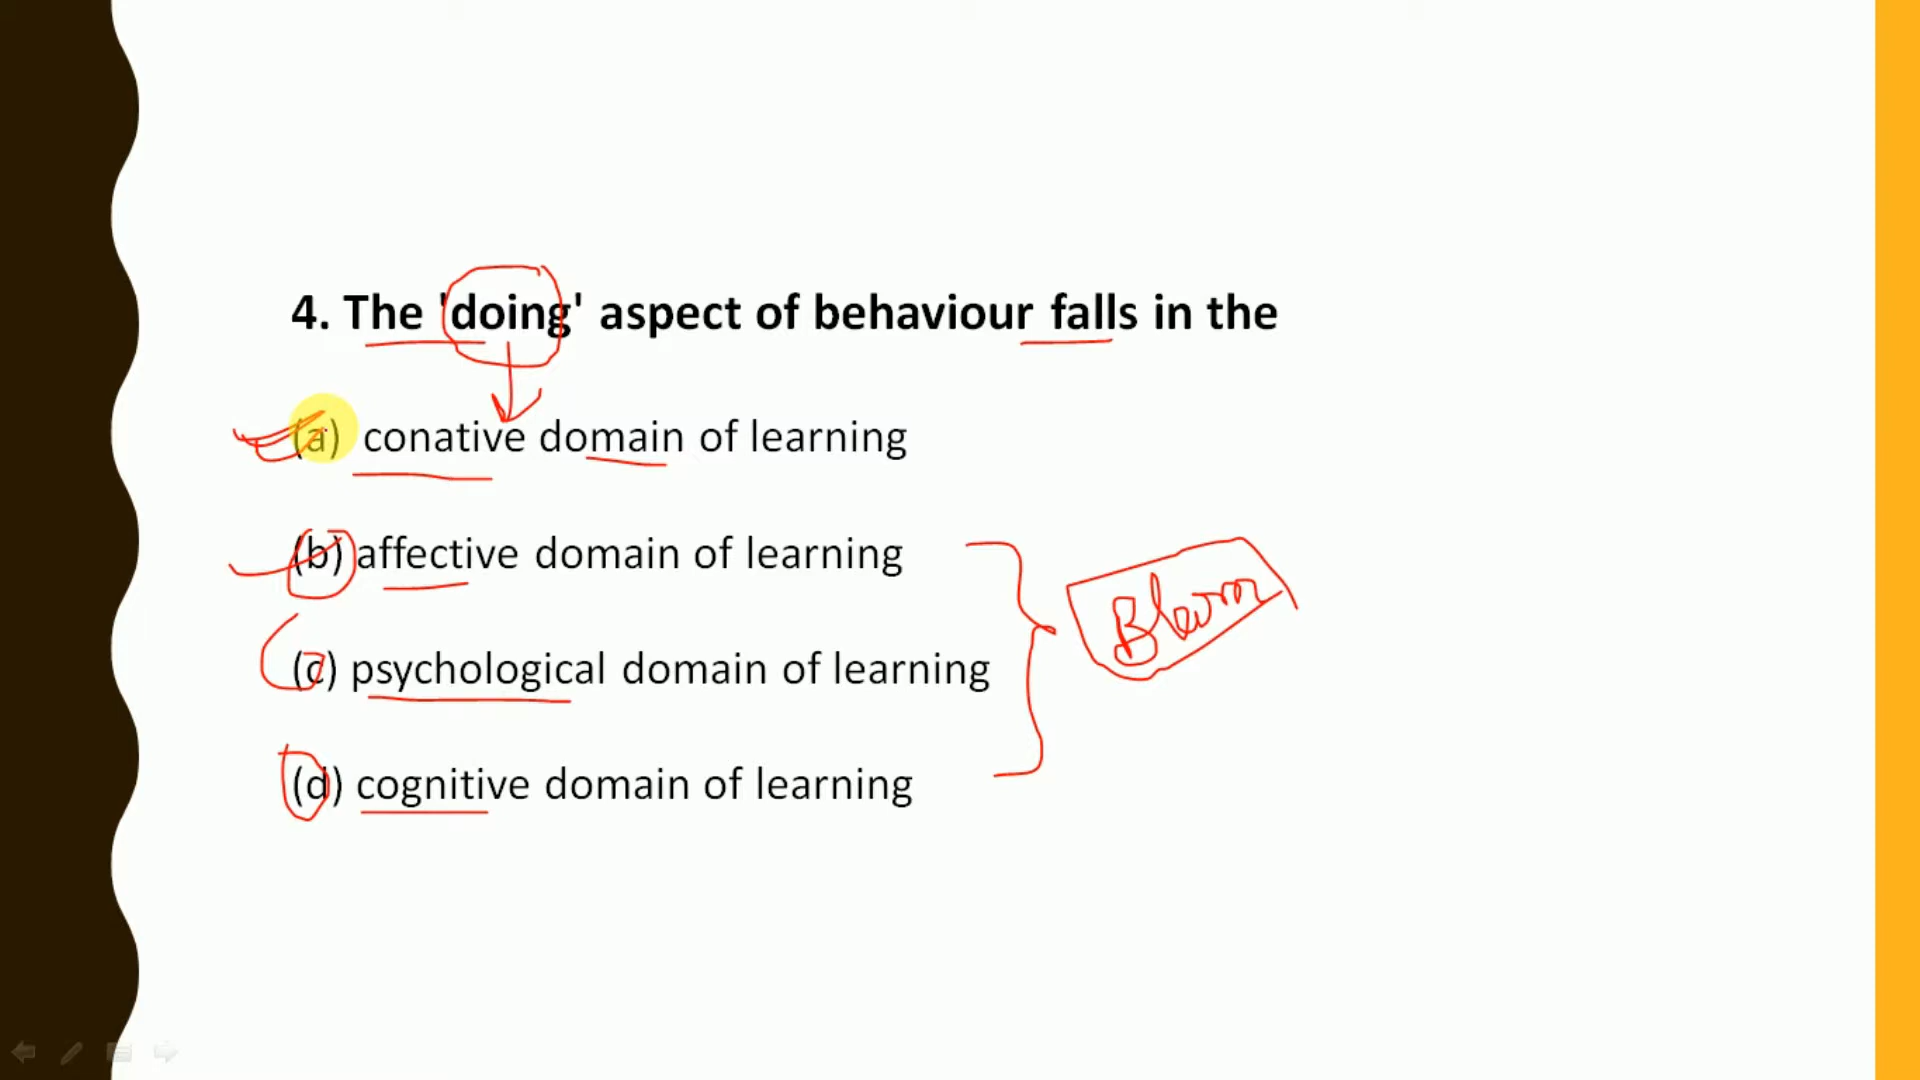 4. The 'doing' aspect of behaviour falls in the
(a) conative domain of learning
(b) affective domain of learning
(c) psychological domain of learning
(d) cognitive domain of learning
Bloom